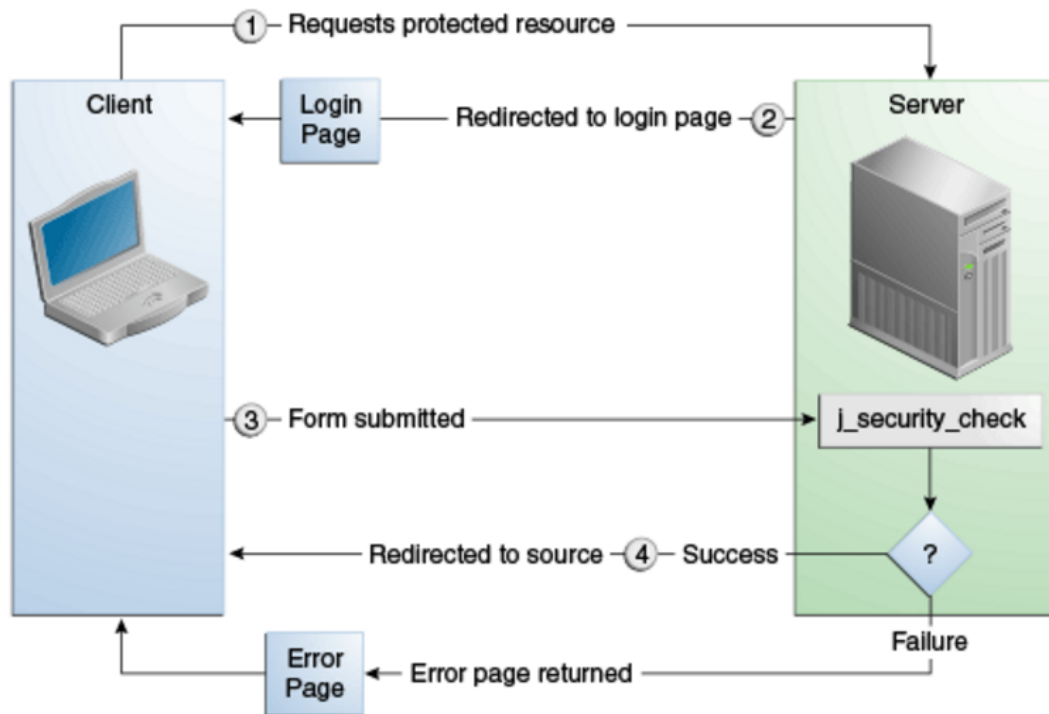 1 Requests protected resource
Client
Login
Page
Redirected to login page 2
Server
3 Form submitted
j_security_check
Redirected to source 4 Success
?
Failure
Error
Page
Error page returned